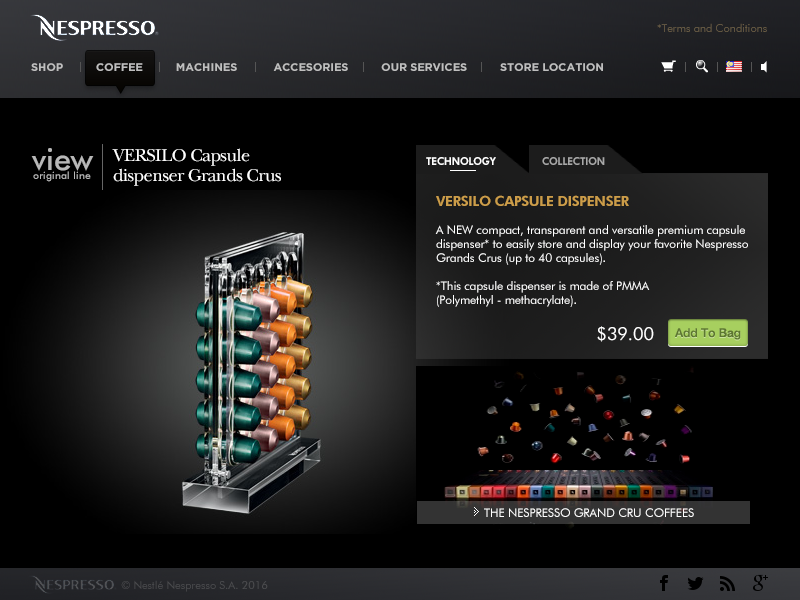 NESPRESSO
*Terms and Conditions
SHOP
COFFEE
MACHINES
ACCESORIES
OUR SERVICES
STORE LOCATION
view
original line
VERSILO Capsule
dispenser Grands Crus
TECHNOLOGY
COLLECTION
VERSILO CAPSULE DISPENSER
A NEW compact, transparent and versatile premium capsule
dispenser* to easily store and display your favorite Nespresso
Grands Crus (up to 40 capsules).
*This capsule dispenser is made of PMMA
(Polymethyl - methacrylate).
$39.00
Add To Bag
THE NESPRESSO GRAND CRU COFFEES
NESPRESSO. © Nestlé Nespresso S.A. 2016